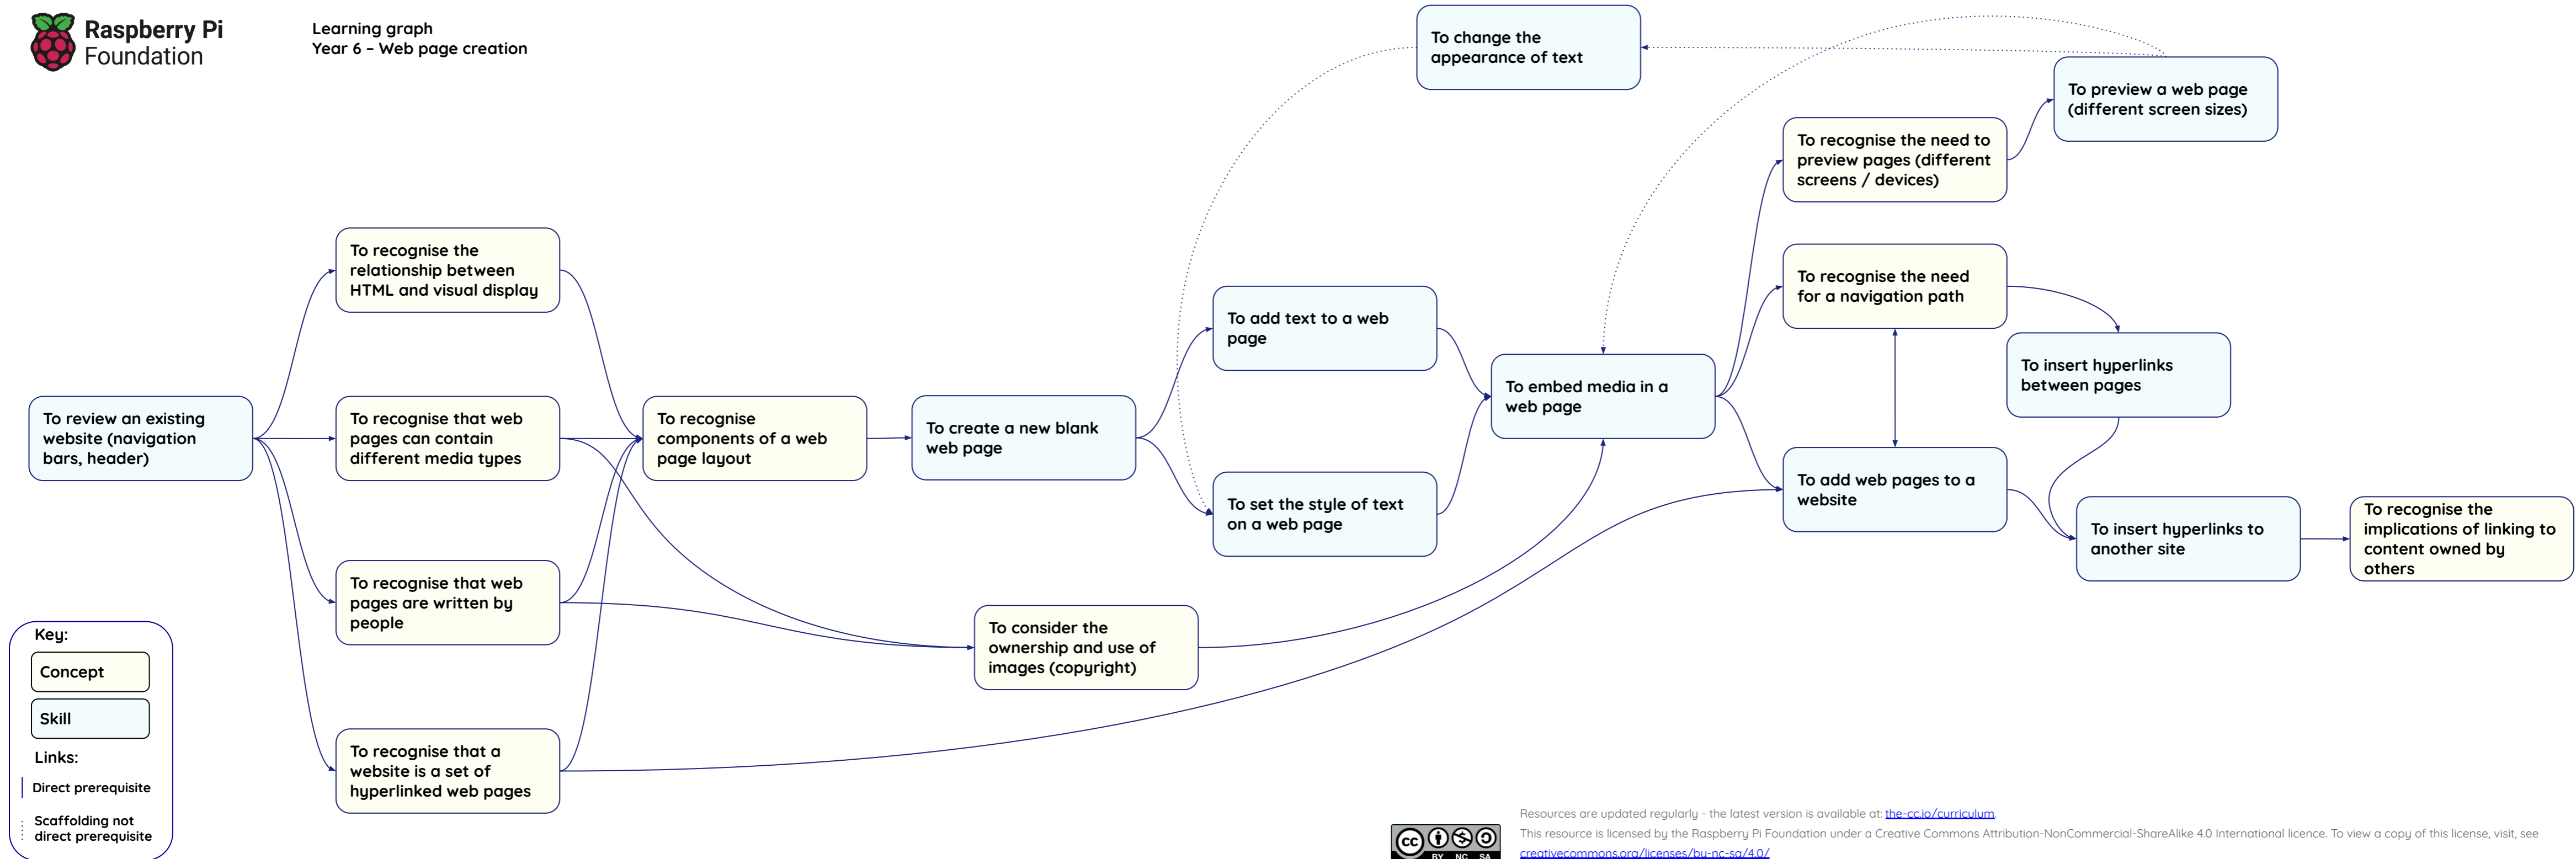 Raspberry Pi
Foundation
Learning graph
Year 6 – Web page creation
To change the
appearance of text
To preview a web page
(different screen sizes)
To recognise the need to
preview pages (different
screens / devices)
To recognise the
relationship between
HTML and visual display
To recognise the need
for a navigation path
To add text to a web
page
To insert hyperlinks
between pages
To embed media in a
web page
To review an existing
website (navigation
bars, header)
To recognise that web
pages can contain
different media types
To recognise
components of a web
page layout
To create a new blank
web page
To set the style of text
on a web page
To add web pages to a
website
To insert hyperlinks to
another site
To recognise the
implications of linking to
content owned by
others
To recognise that web
pages are written by
people
To consider the
ownership and use of
images (copyright)
To recognise that a
website is a set of
hyperlinked web pages
Key:
Concept
Skill
Links:
Direct prerequisite
Scaffolding not
direct prerequisite
cc
BY NC SA
Resources are updated regularly - the latest version is available at: the-cc.io/curriculum.
This resource is licensed by the Raspberry Pi Foundation under a Creative Commons Attribution-NonCommercial-ShareAlike 4.0 International licence. To view a copy of this license, visit, see
creativecommons.org/licenses/by-nc-sa/4.0/